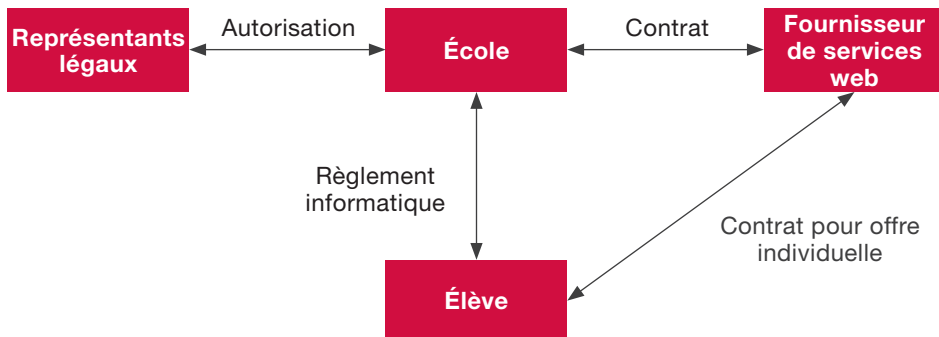 Représentants
légaux
Autorisation
École
Contrat
Fournisseur
de services
web
Règlement
informatique
Contrat pour offre
individuelle
Élève